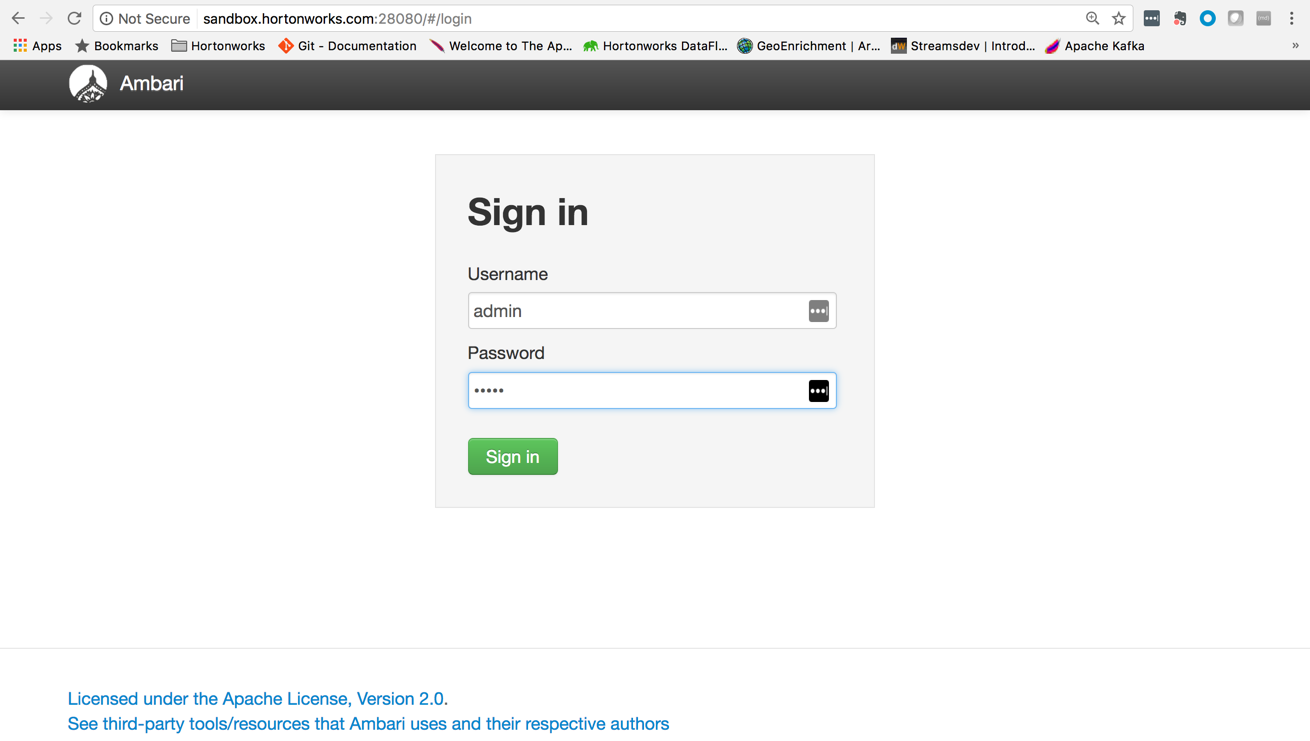 Not Secure sandbox.hortonworks.com:28080/#/login
Apps Bookmarks Hortonworks Git - Documentation Welcome to The Ap... Hortonworks DataFl... GeoEnrichment | Ar... dW Streamsdev | Introd... Apache Kafka »
Ambari
Sign in
Username
admin
Password
•••••
Sign in
Licensed under the Apache License, Version 2.0.
See third-party tools/resources that Ambari uses and their respective authors